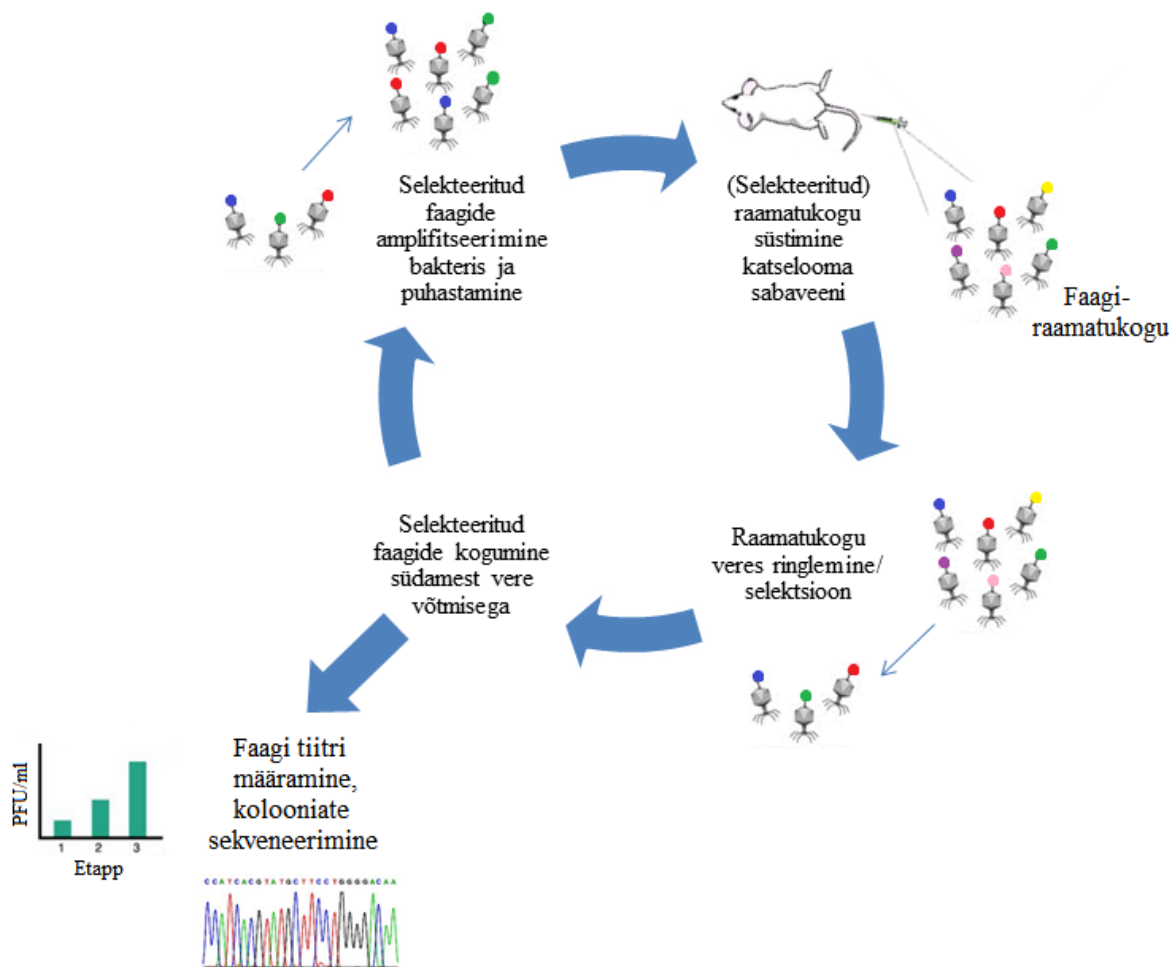 Selekteeritud
faagide
amplifitseerimine
bakteris ja
puhastamine
(Selekteeritud)
raamatukogu
süstimine
katselooma
sabaveeni
Faagi-
raamatukogu
Raamatukogu
veres ringlemine/
selektsioon
Selekteeritud
faagide kogumine
südamest vere
võtmisega
Faagi tiitri
määramine,
kolooniate
sekveneerimine
PFU/ml
1 2 3
Etapp
CCATCACGTATGCTTCCTGGGGACAA